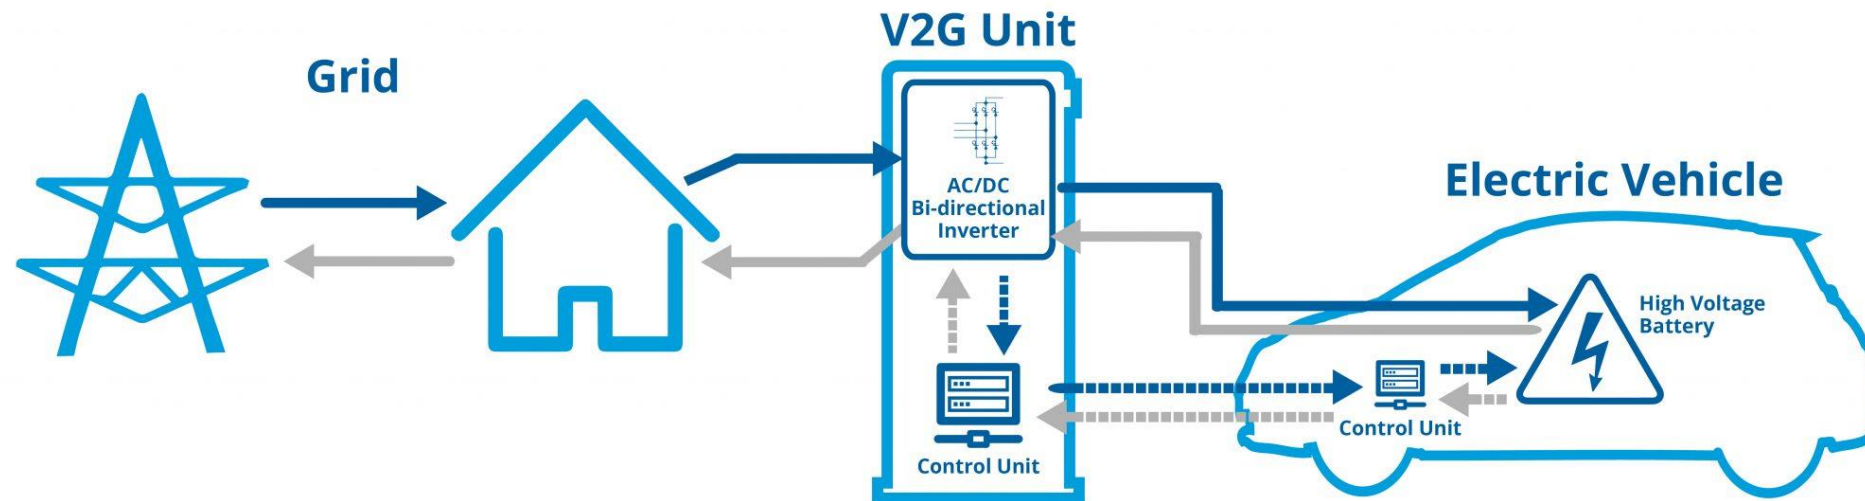 V2G Unit
Grid
AC/DC
Bi-directional
Inverter
Electric Vehicle
High Voltage
Battery
Control Unit
Control Unit